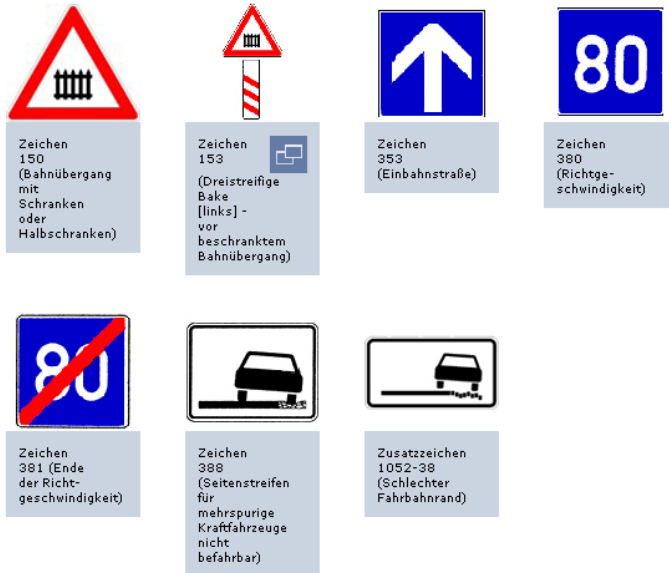 80
Zeichen
150
(Bahnübergang
mit
Schranken
oder
Halbschranken)
Zeichen
153
(Dreistreifige
Bake
[links] -
vor
beschranktem
Bahnübergang)
Zeichen
353
(Einbahnstraße)
Zeichen
380
(Richtge-
schwindigkeit)
80
Zeichen
381 (Ende
der Richt-
geschwindigkeit)
Zeichen
388
(Seitenstreifen
für
mehrspurige
Kraftfahrzeuge
nicht
befahrbar)
Zusatzzeichen
1052-38
(Schlechter
Fahrbahnrand)